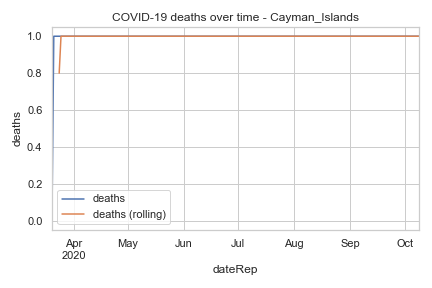 COVID-19 deaths over time - Cayman_Islands
1.0
0.8
0.6
0.4
0.2
0.0
deaths
deaths
deaths (rolling)
Apr
2020
May
Jun
Jul
Aug
Sep
Oct
dateRep